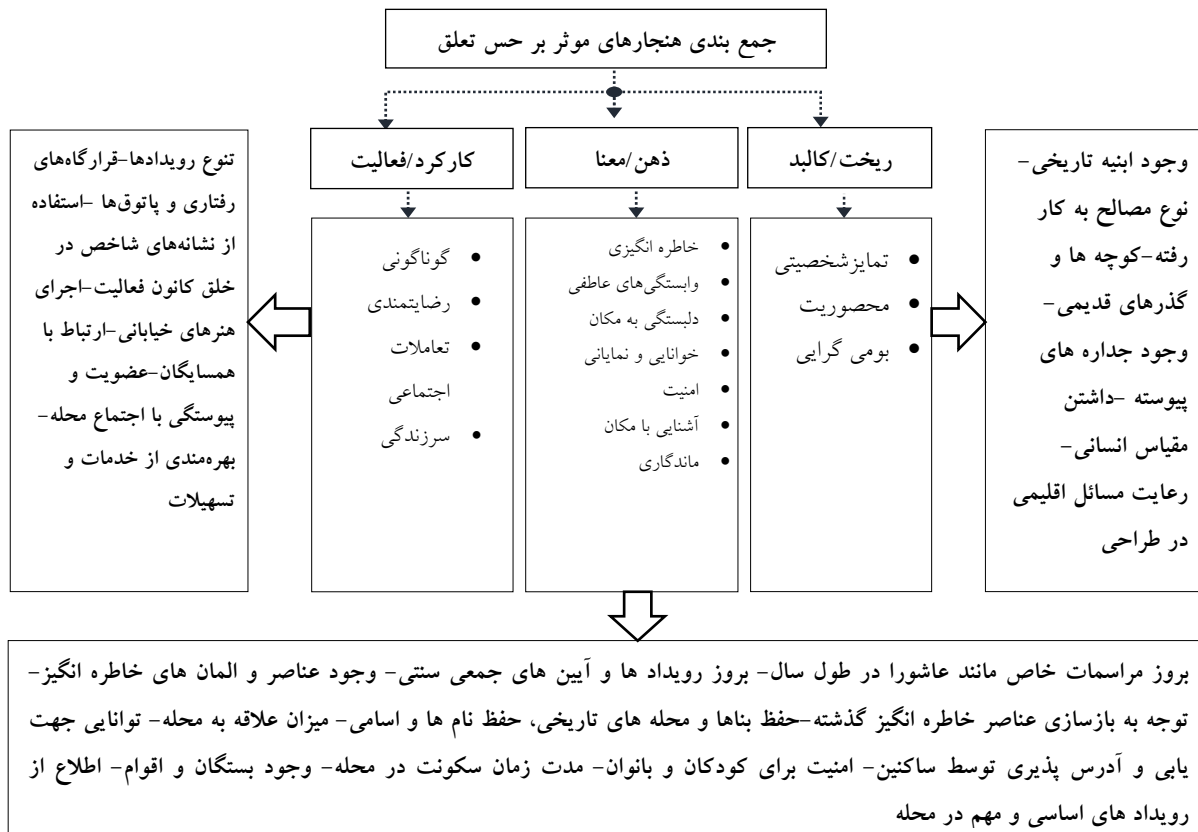 جمع بندی هنجارهای موثر بر حس تعلق
ریخت/کالبد
ذهن/معنا
کارکرد/فعالیت
وجود ابنیه تاریخی-
نوع مصالح به کار
رفته-کوچه ها و
گذرهای قدیمی-
وجود جداره های
پیوسته -داشتن
مقیاس انسانی-
رعایت مسائل اقلیمی
در طراحی
• تمایزشخصیتی
• محصوریت
• بومی گرایی
• خاطره انگیزی
• وابستگی‌های عاطفی
• دلبستگی به مکان
• خوانایی و نمایانی
• امنیت
• آشنایی با مکان
• ماندگاری
• گوناگونی
• رضایتمندی
• تعاملات
اجتماعی
• سرزندگی
تنوع رویدادها-قرارگاه‌های
رفتاری و پاتوق‌ها -استفاده
از نشانه‌های شاخص در
خلق کانون فعالیت-اجرای
هنرهای خیابانی-ارتباط با
همسایگان-عضویت و
پیوستگی با اجتماع محله-
بهره‌مندی از خدمات و
تسهیلات
بروز مراسمات خاص مانند عاشورا در طول سال- بروز رویداد ها و آیین های جمعی سنتی- وجود عناصر و المان های خاطره انگیز-
توجه به بازسازی عناصر خاطره انگیز گذشته-حفظ بناها و محله های تاریخی، حفظ نام ها و اسامی- میزان علاقه به محله- توانایی جهت
یابی و آدرس پذیری توسط ساکنین- امنیت برای کودکان و بانوان- مدت زمان سکونت در محله- وجود بستگان و اقوام- اطلاع از
رویداد های اساسی و مهم در محله